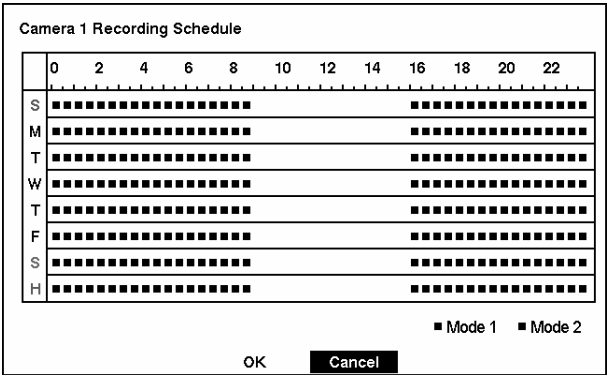 Camera 1 Recording Schedule
0 2 4 6 8 10 12 14 16 18 20 22
S
M
T
W
T
F
S
H
Mode 1 Mode 2
OK Cancel